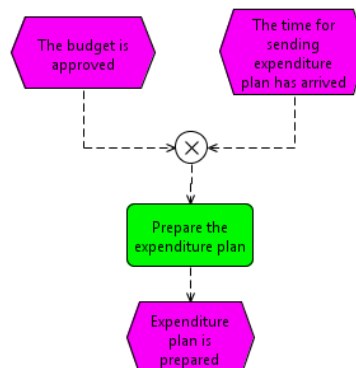 The budget is
approved
The time for
sending
expenditure
plan has arrived
Prepare the
expenditure plan
Expenditure
plan is
prepared